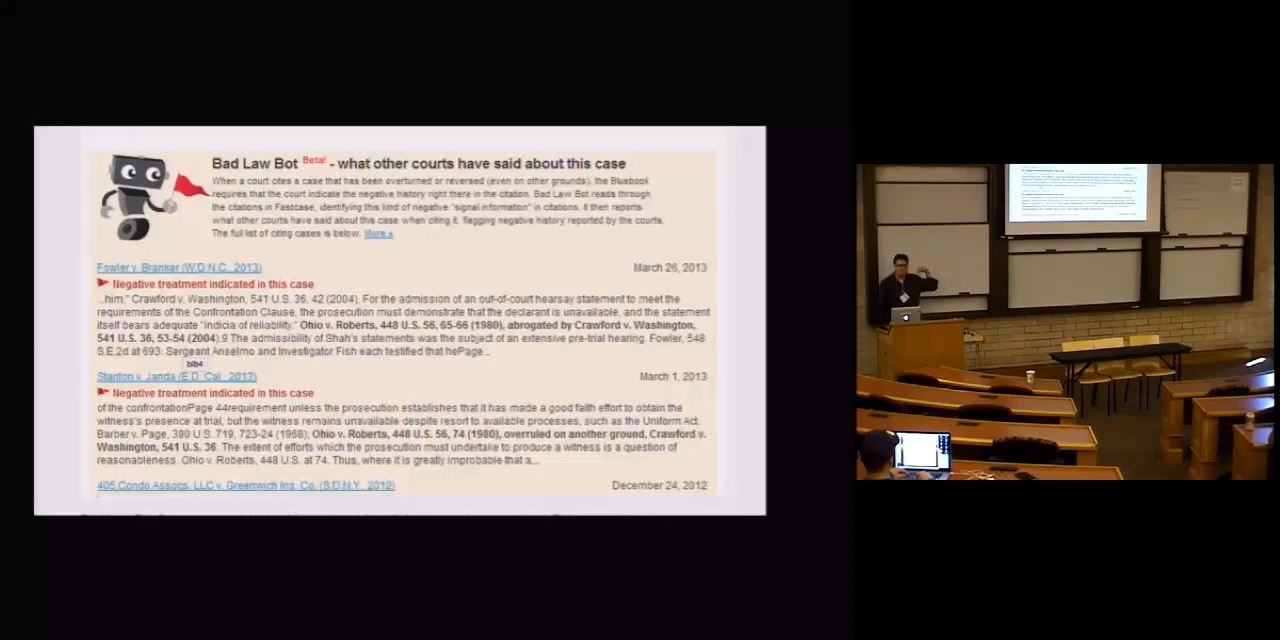 Bad Law Bot Beta! - what other courts have said about this case
When a court cites a case that has been overturned or reversed (even on other grounds), the Bluebook
requires that the court indicate the negative history right there in the citation. Bad Law Bot reads through
the citations in Fastcase, identifying this kind of negative "signal information" in citations. It then reports
what other courts have said about this case when citing it, flagging negative history reported by the courts.
The full list of citing cases is below. More »
Fowler v. Branker (W.D.N.C., 2013) March 26, 2013
Negative treatment indicated in this case
...him." Crawford v. Washington, 541 U.S. 36, 42 (2004). For the admission of an out-of-court hearsay statement to meet the
requirements of the Confrontation Clause, the prosecution must demonstrate that the declarant is unavailable, and the statement
itself bears adequate "indicia of reliability." Ohio v. Roberts, 448 U.S. 56, 65-66 (1980), abrogated by Crawford v. Washington,
541 U.S. 36, 53-54 (2004).9 The admissibility of Shah's statements was the subject of an extensive pre-trial hearing. Fowler, 548
S.E.2d at 693. Sergeant Anselmo and Investigator Fish each testified that hePage...
bib4
Stanton v. Janda (E.D. Cal., 2013) March 1, 2013
Negative treatment indicated in this case
of the confrontationPage 44requirement unless the prosecution establishes that it has made a good faith effort to obtain the
witness's presence at trial, but the witness remains unavailable despite resort to available processes, such as the Uniform Act.
Barber v. Page, 390 U.S. 719, 723-24 (1968); Ohio v. Roberts, 448 U.S. 56, 74 (1980), overruled on another ground, Crawford v.
Washington, 541 U.S. 36. The extent of efforts which the prosecution must undertake to produce a witness is a question of
reasonableness. Ohio v. Roberts, 448 U.S. at 74. Thus, where it is greatly improbable that a...
405 Condo Assocs. LLC v. Greenwich Ins. Co. (S.D.N.Y., 2012) December 24, 2012